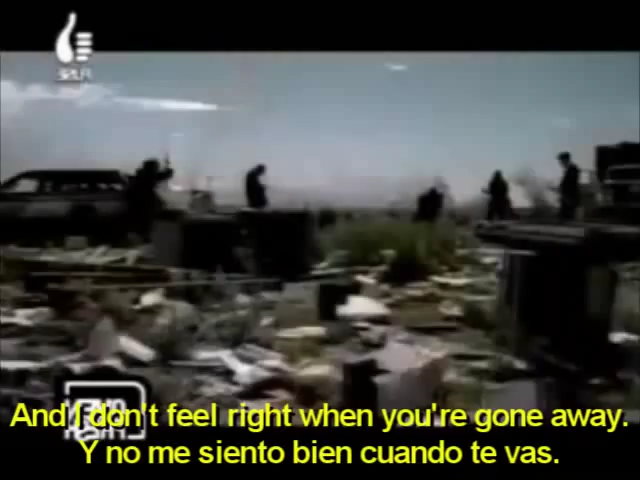 And I don't feel right when you're gone away.
Y no me siento bien cuando te vas.